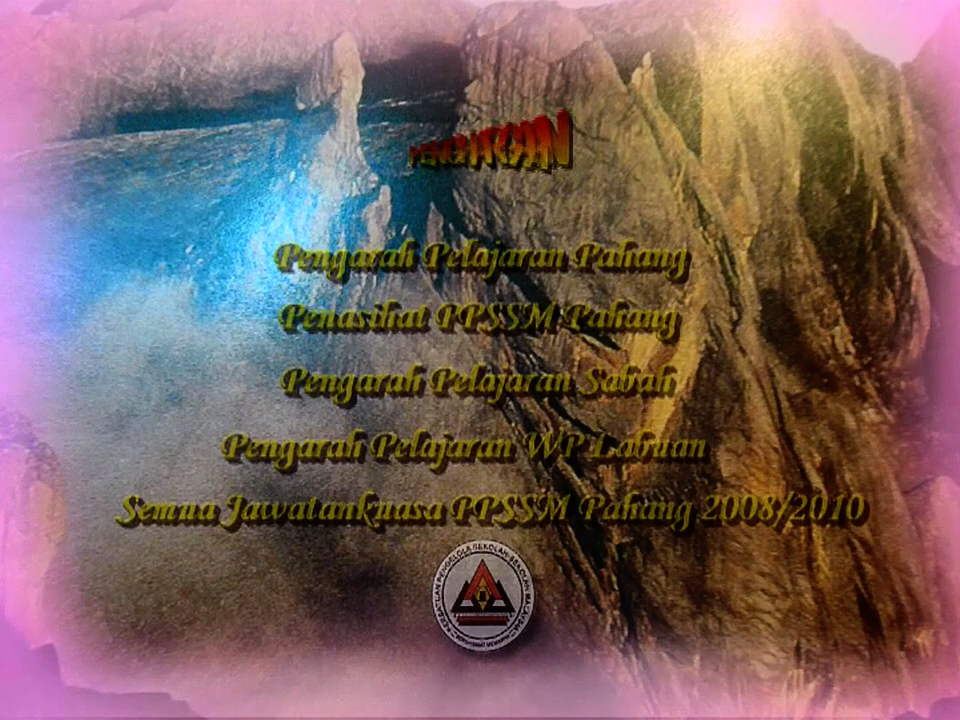 Pengarah Pelajaran Pahang
Penasihat PPSSM Pahang
Pengarah Pelajaran Sabah
Pengarah Pelajaran WP Labuan
Semua Jawatankuasa PPSSM Pahang 2008/2010